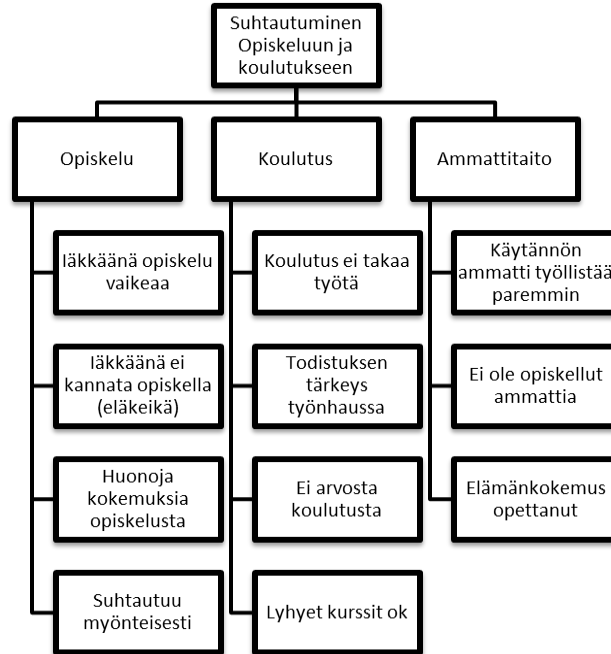 Suhtautuminen
Opiskeluun ja
koulutukseen
Opiskelu
Koulutus
Ammattitaito
Iäkkäänä opiskelu
vaikeaa
Iäkkäänä ei
kannata opiskella
(eläkeikä)
Huonoja
kokemuksia
opiskelusta
Suhtautuu
myönteisesti
Koulutus ei takaa
työtä
Todistuksen
tärkeys
työnhaussa
Ei arvosta
koulutusta
Lyhyet kurssit ok
Käytännön
ammatti työllistää
paremmin
Ei ole opiskellut
ammattia
Elämänkokemus
opettanut